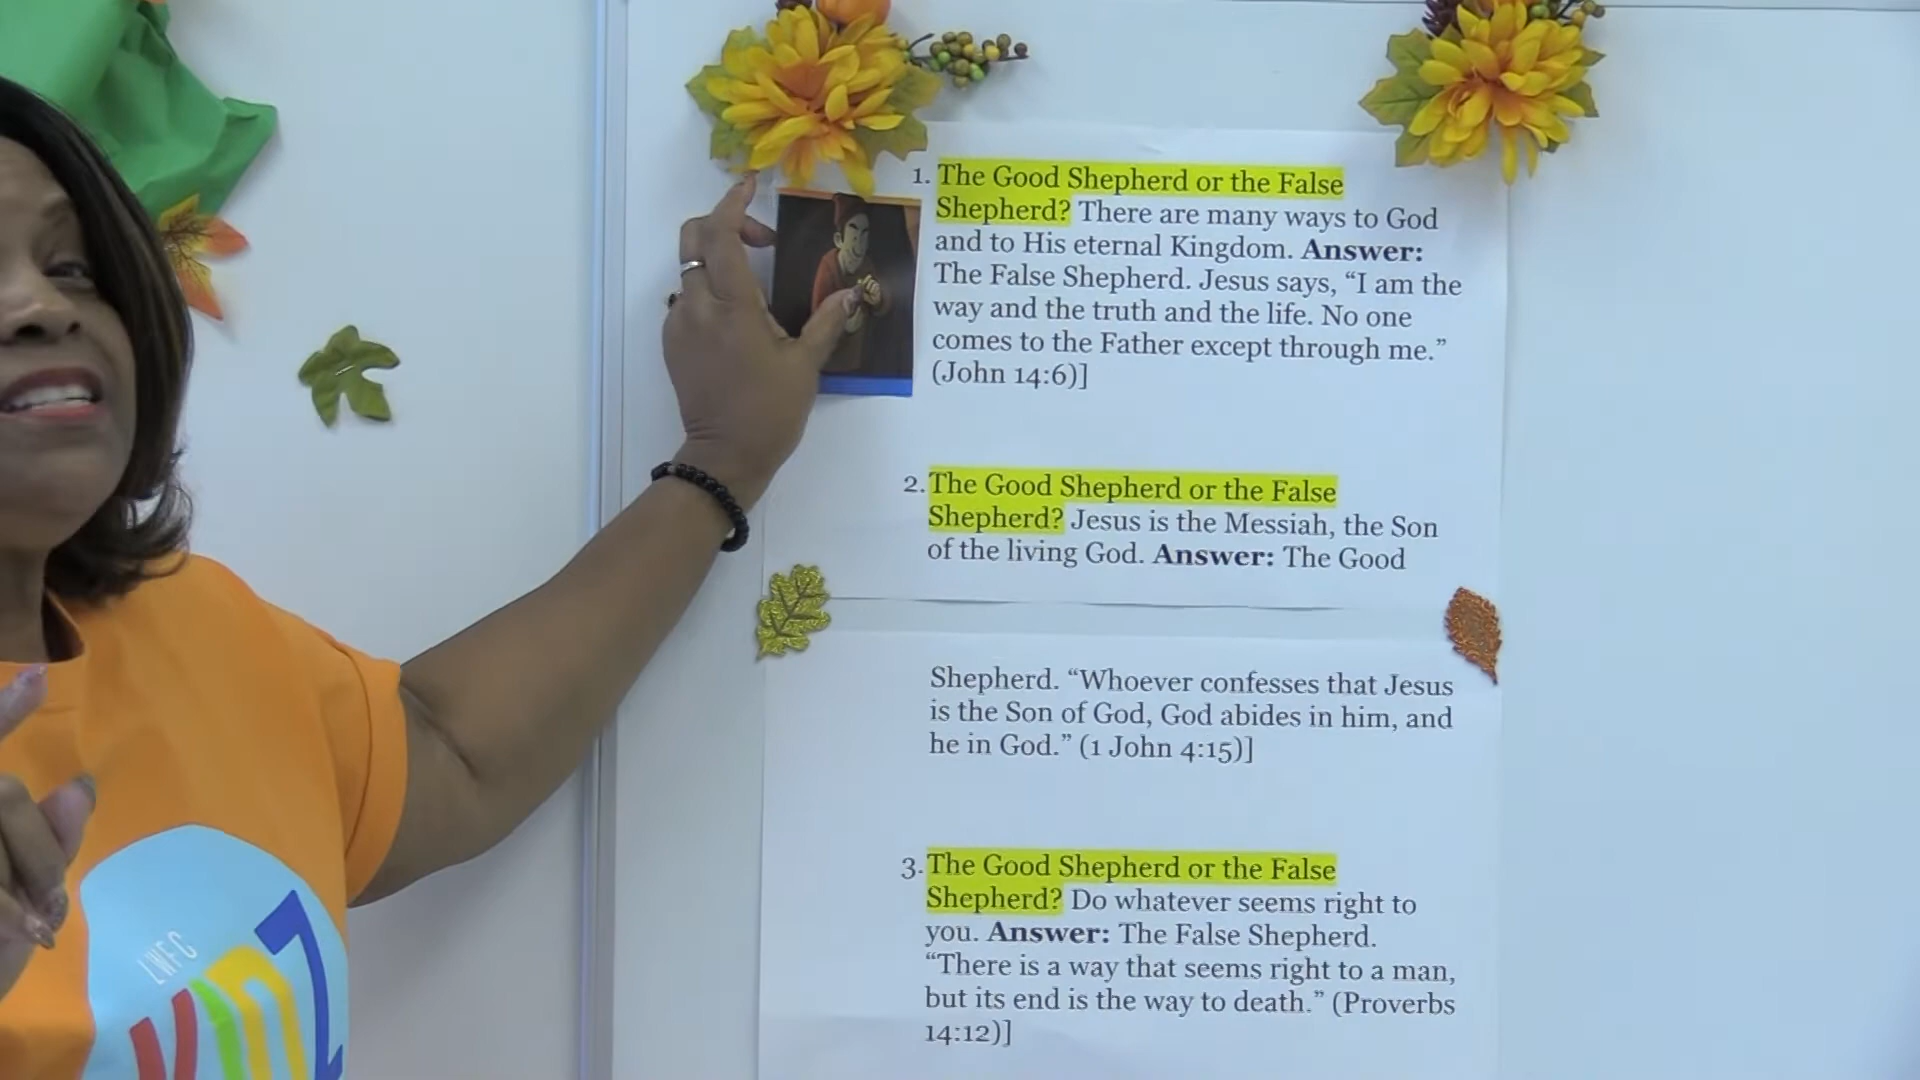 1. The Good Shepherd or the False
Shepherd? There are many ways to God
and to His eternal Kingdom. Answer:
The False Shepherd. Jesus says, “I am the
way and the truth and the life. No one
comes to the Father except through me.”
(John 14:6)]
2. The Good Shepherd or the False
Shepherd? Jesus is the Messiah, the Son
of the living God. Answer: The Good
Shepherd. “Whoever confesses that Jesus
is the Son of God, God abides in him, and
he in God.” (1 John 4:15)]
3. The Good Shepherd or the False
Shepherd? Do whatever seems right to
you. Answer: The False Shepherd.
“There is a way that seems right to a man,
but its end is the way to death.” (Proverbs
14:12)]
LWFC